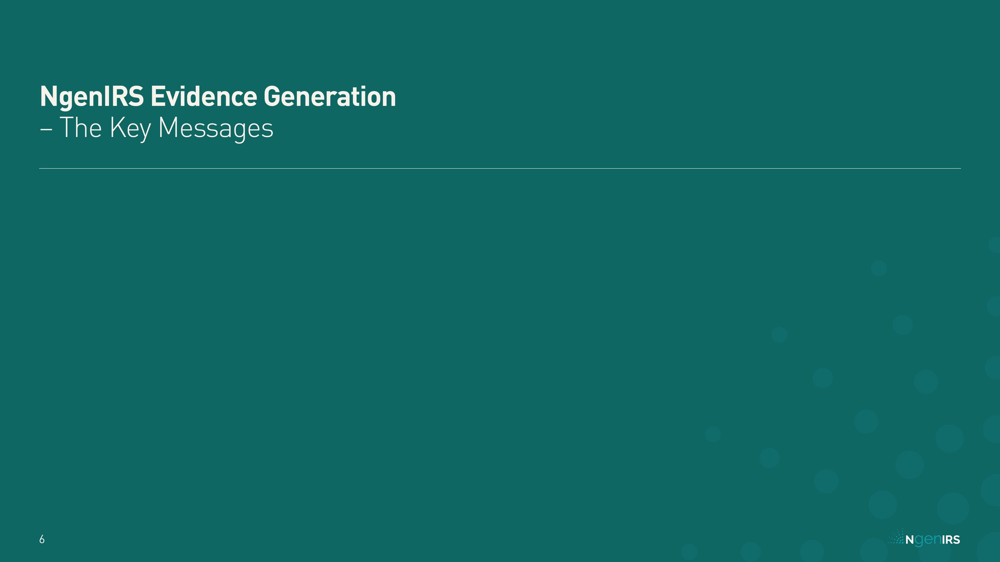 NgenIRS Evidence Generation
– The Key Messages
6
NgenIRS